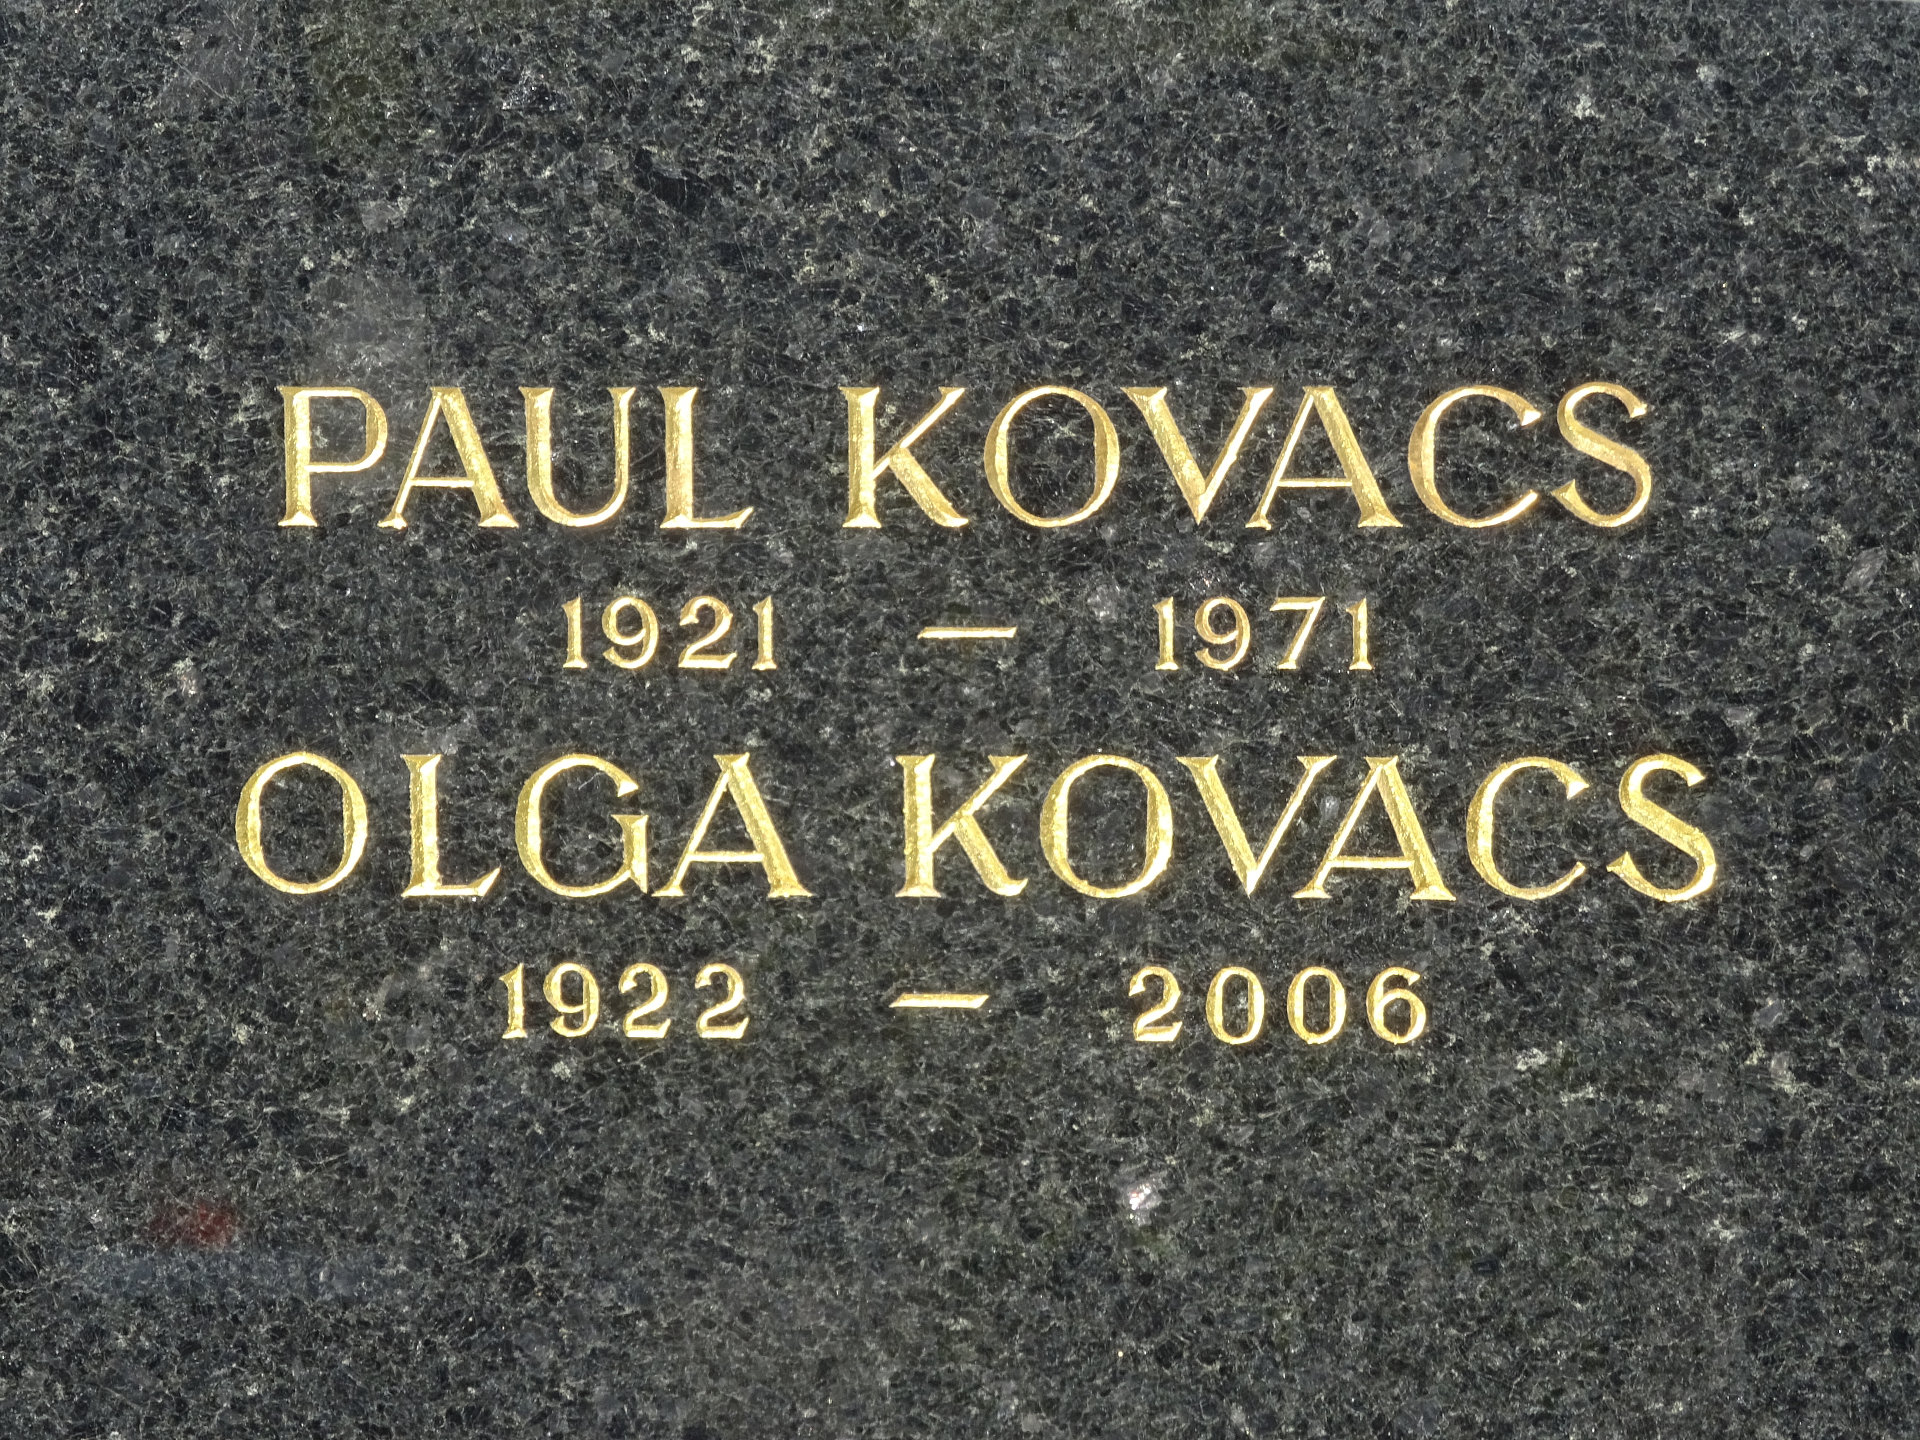 PAUL KOVACS
1921 — 1971
OLGA KOVACS
1922 — 2006